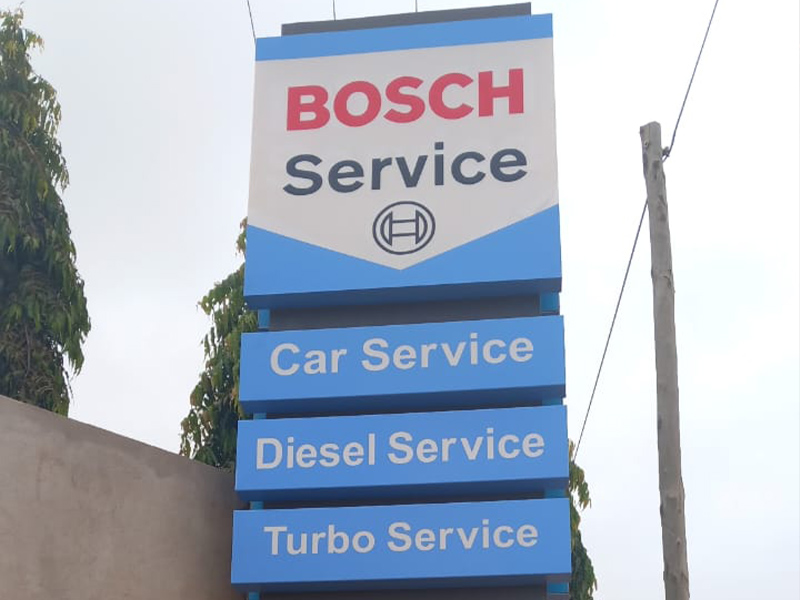 BOSCH
Service
Car Service
Diesel Service
Turbo Service